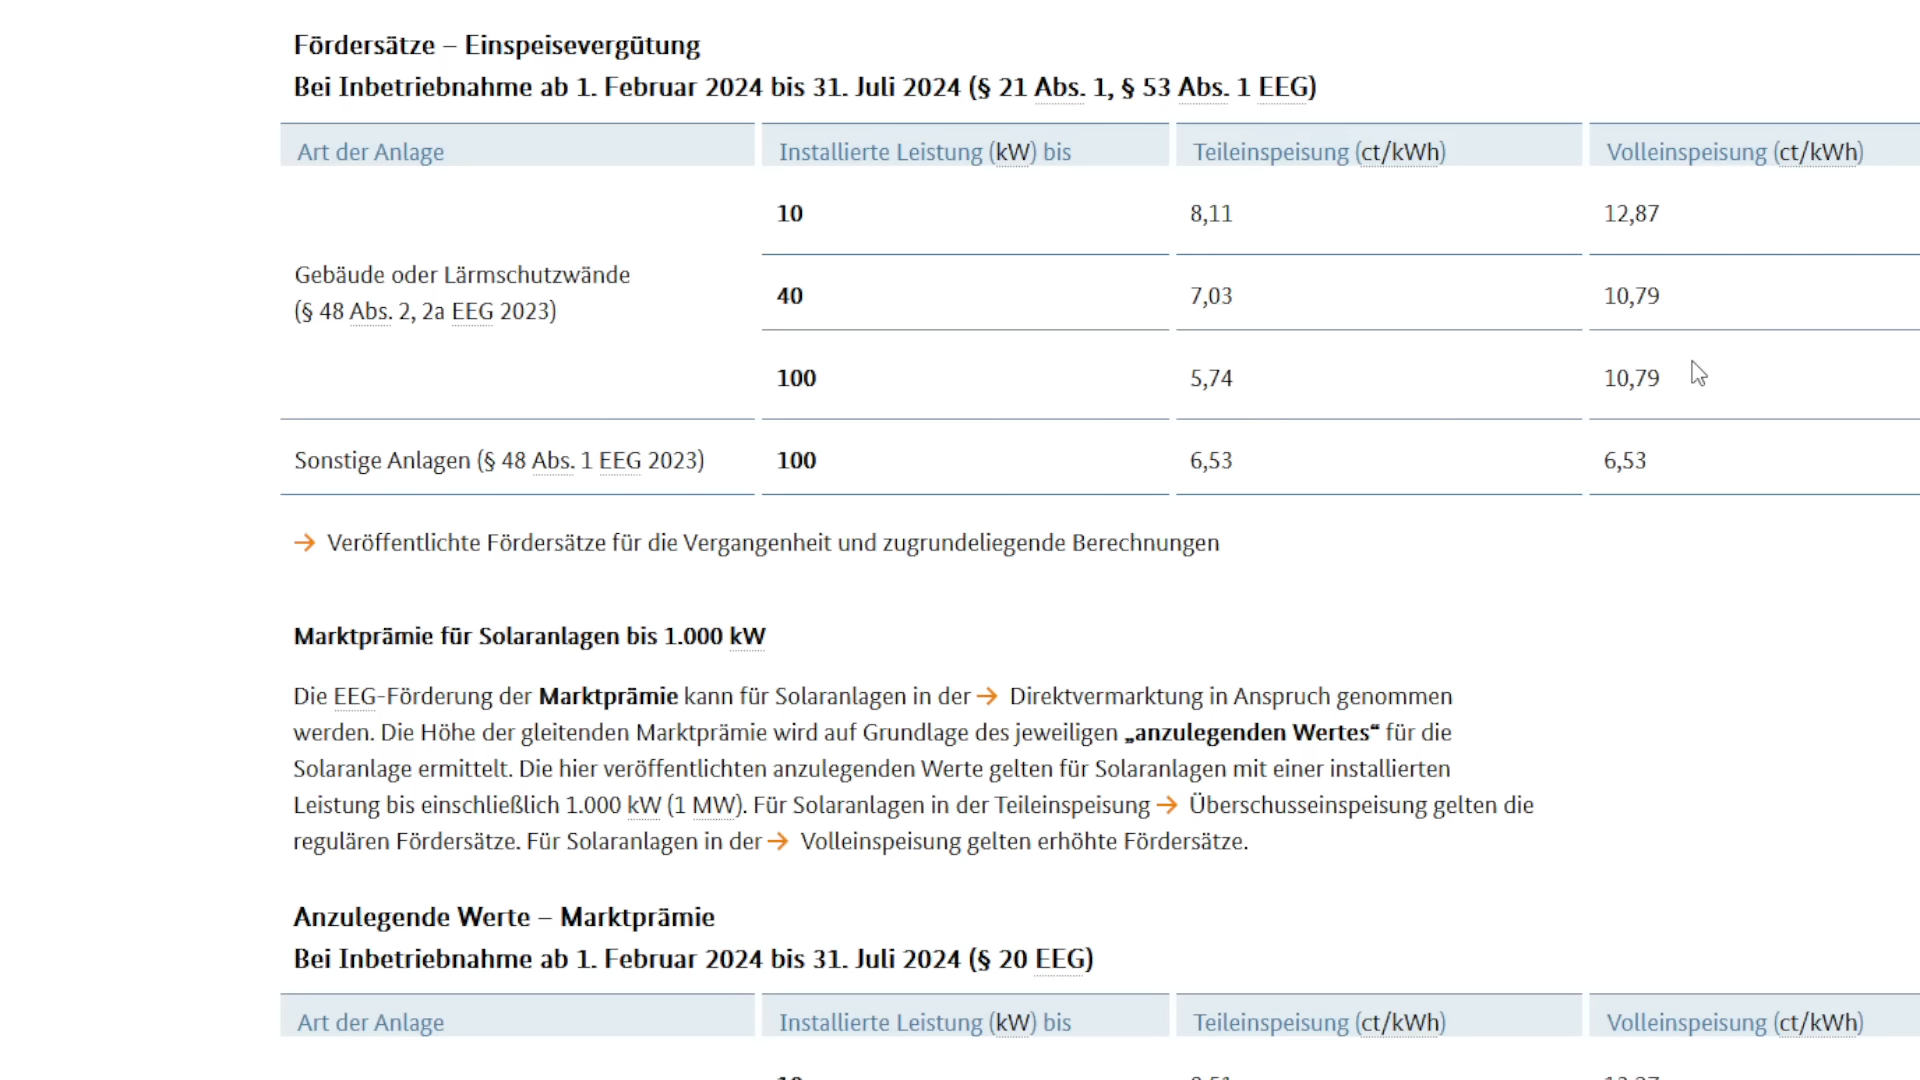 Fördersätze – Einspeisevergütung
Bei Inbetriebnahme ab 1. Februar 2024 bis 31. Juli 2024 (§ 21 Abs. 1, § 53 Abs. 1 EEG)
Art der Anlage Installierte Leistung (kW) bis Teileinspeisung (ct/kWh) Volleinspeisung (ct/kWh)
10 8,11 12,87
Gebäude oder Lärmschutzwände
(§ 48 Abs. 2, 2a EEG 2023)
40 7,03 10,79
100 5,74 10,79
Sonstige Anlagen (§ 48 Abs. 1 EEG 2023) 100 6,53 6,53
→ Veröffentlichte Fördersätze für die Vergangenheit und zugrundeliegende Berechnungen
Marktprämie für Solaranlagen bis 1.000 kW
Die EEG-Förderung der Marktprämie kann für Solaranlagen in der → Direktvermarktung in Anspruch genommen
werden. Die Höhe der gleitenden Marktprämie wird auf Grundlage des jeweiligen „anzulegenden Wertes“ für die
Solaranlage ermittelt. Die hier veröffentlichten anzulegenden Werte gelten für Solaranlagen mit einer installierten
Leistung bis einschließlich 1.000 kW (1 MW). Für Solaranlagen in der Teileinspeisung → Überschusseinspeisung gelten die
regulären Fördersätze. Für Solaranlagen in der → Volleinspeisung gelten erhöhte Fördersätze.
Anzulegende Werte – Marktprämie
Bei Inbetriebnahme ab 1. Februar 2024 bis 31. Juli 2024 (§ 20 EEG)
Art der Anlage Installierte Leistung (kW) bis Teileinspeisung (ct/kWh) Volleinspeisung (ct/kWh)